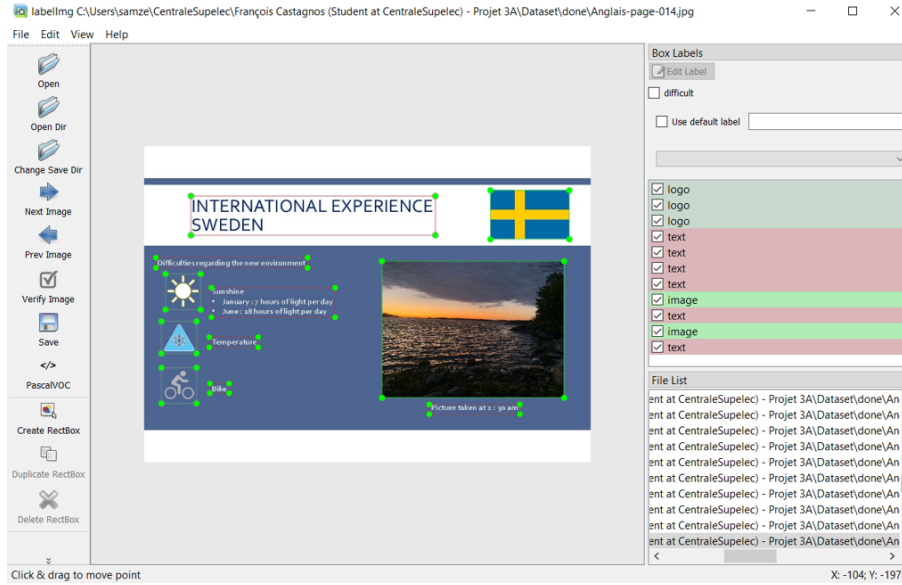 labelImg C:\Users\samze\CentraleSupelec\François Castagnos (Student at CentraleSupelec) - Projet 3A\Dataset\done\Anglais-page-014.jpg
File Edit View Help
Open
Open Dir
Change Save Dir
Next Image
Prev Image
Verify Image
Save
</>
PascalVOC
Create RectBox
Duplicate RectBox
Delete RectBox
INTERNATIONAL EXPERIENCE
SWEDEN
Difficulties regarding the new environment
Sunshine
• January : 7 hours of light per day
• June : 18 hours of light per day
Temperature
Bike
Picture taken at 2 : 30 am
Box Labels
Edit Label
difficult
Use default label
logo
logo
logo
text
text
text
text
image
text
image
text
File List
ent at CentraleSupelec) - Projet 3A\Dataset\done\An
ent at CentraleSupelec) - Projet 3A\Dataset\done\An
ent at CentraleSupelec) - Projet 3A\Dataset\done\An
ent at CentraleSupelec) - Projet 3A\Dataset\done\An
ent at CentraleSupelec) - Projet 3A\Dataset\done\An
ent at CentraleSupelec) - Projet 3A\Dataset\done\An
ent at CentraleSupelec) - Projet 3A\Dataset\done\An
ent at CentraleSupelec) - Projet 3A\Dataset\done\An
ent at CentraleSupelec) - Projet 3A\Dataset\done\An
ent at CentraleSupelec) - Projet 3A\Dataset\done\An
Click & drag to move point
X: -104; Y: -197